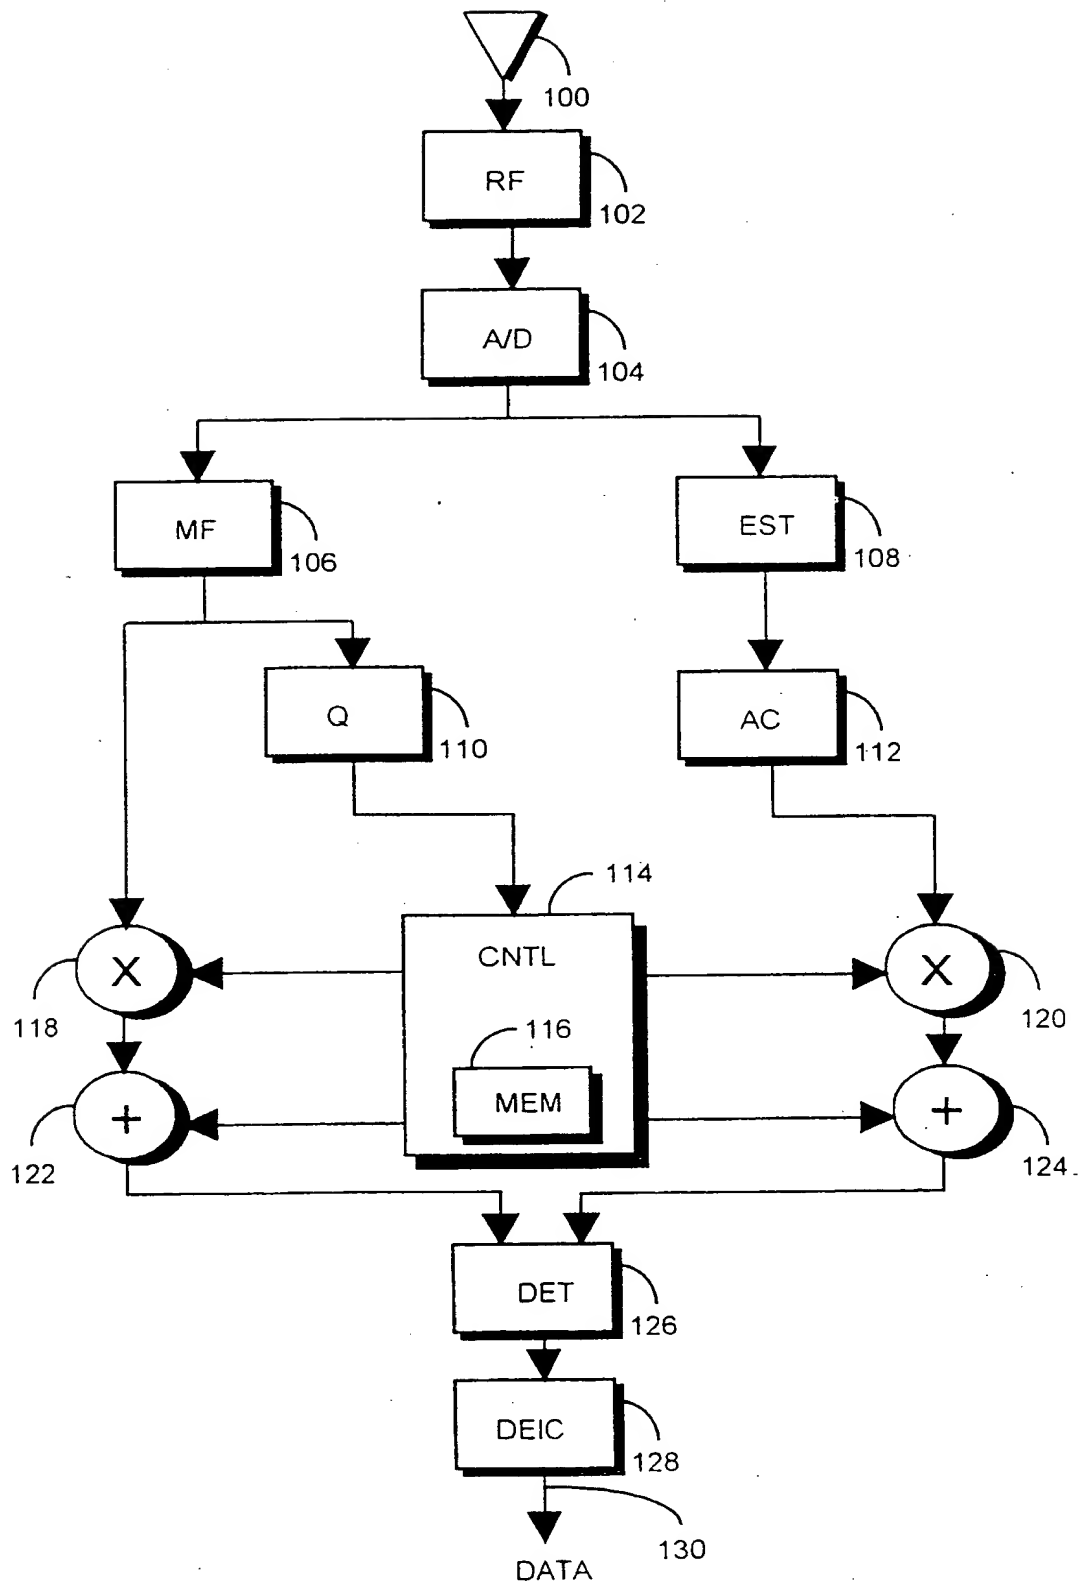 100
RF
102
A/D
104
MF
106
EST
108
Q
110
AC
112
114
CNTL
X
118
X
120
116
MEM
+
122
+
124
DET
126
DEIC
128
130
DATA